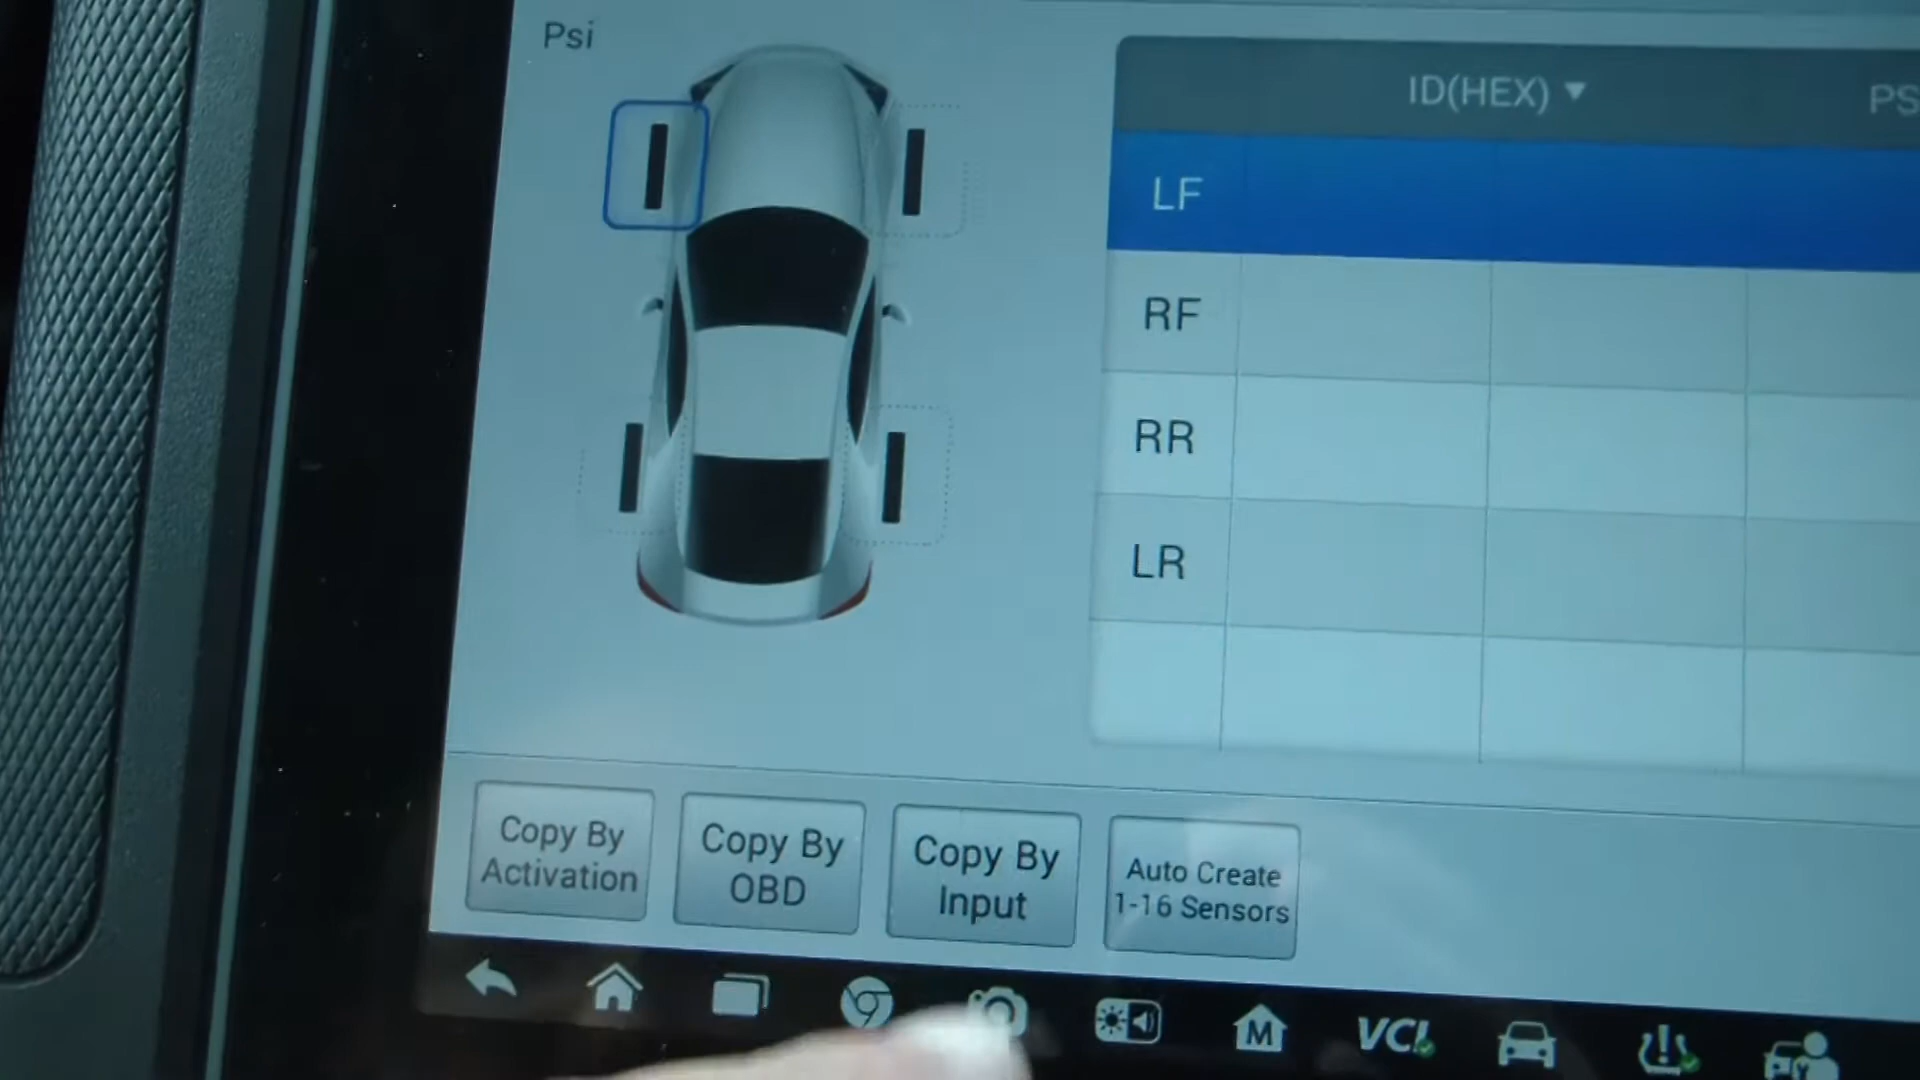 Psi
ID(HEX) ▼
PS
LF
RF
RR
LR
Copy By
Activation
Copy By
OBD
Copy By
Input
Auto Create
1-16 Sensors
M
VCI